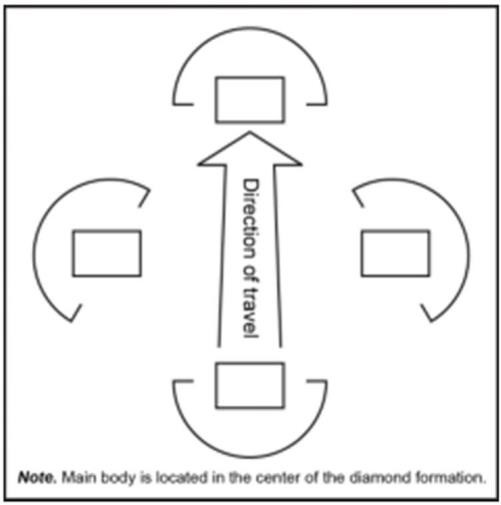 Direction of travel
Note. Main body is located in the center of the diamond formation.